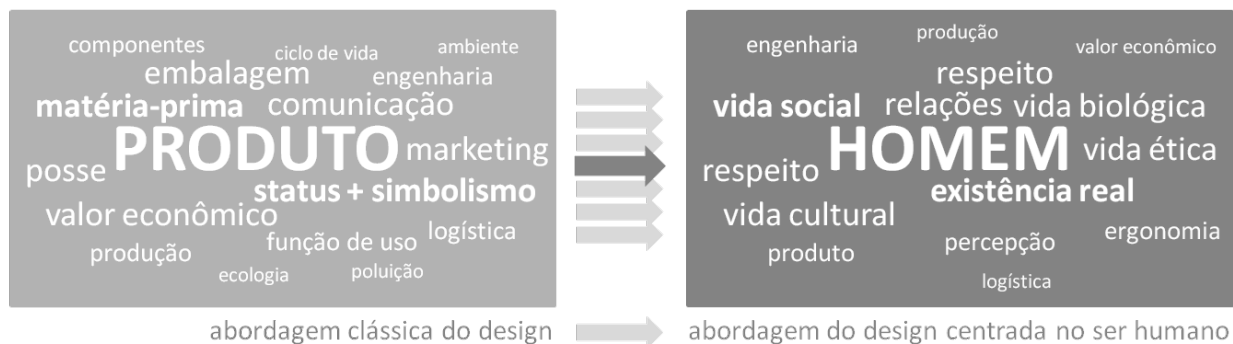 componentes
ciclo de vida
ambiente
embalagem
engenharia
matéria-prima
comunicação
PRODUTO
marketing
posse
status + simbolismo
valor econômico
logística
função de uso
produção
ecologia
poluição
abordagem clássica do design
engenharia
produção
valor econômico
respeito
vida social
relações
vida biológica
HOMEM
vida ética
respeito
existência real
vida cultural
ergonomia
percepção
produto
logística
abordagem do design centrada no ser humano